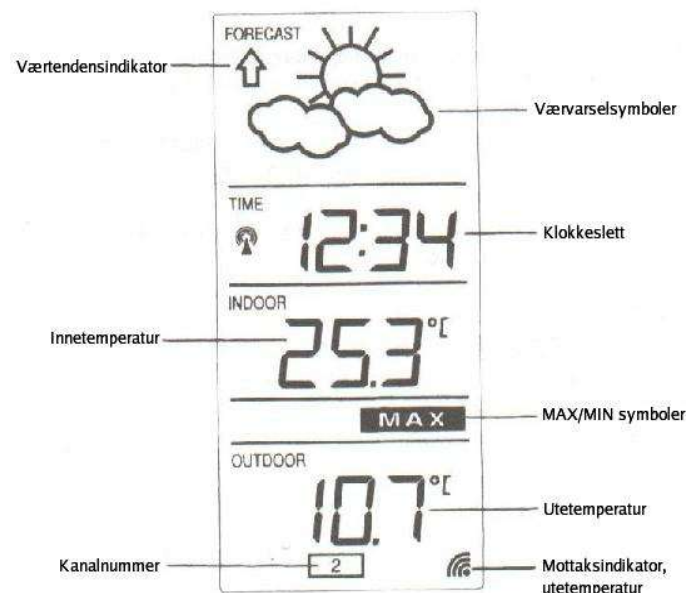 FORECAST
Værtendensindikator
Værvarselsymboler
TIME
12:34
Klokkeslett
INDOOR
Innetemperatur
25.3°C
MAX
MAX/MIN symboler
OUTDOOR
10.7°C
Utetemperatur
Kanalnummer
2
Mottaksindikator,
utetemperatur